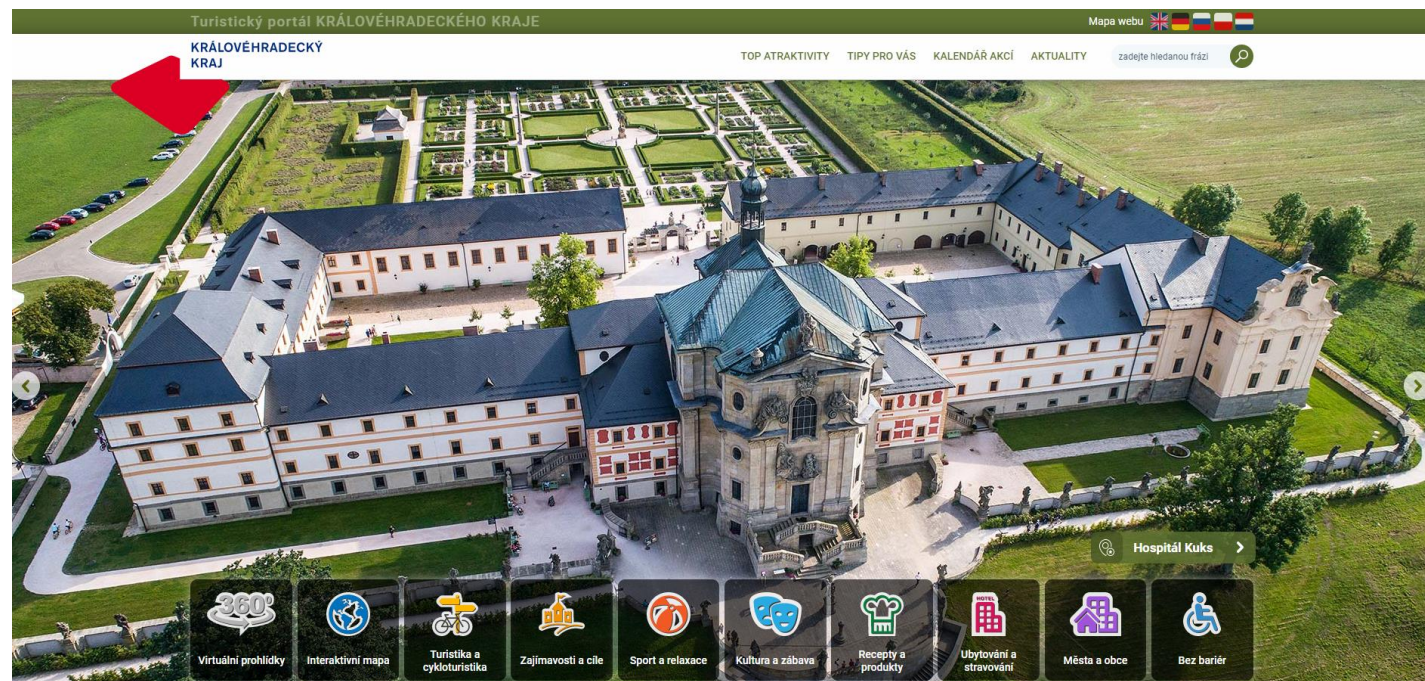 Turistický portál KRÁLOVÉHRADECKÉHO KRAJE
Mapa webu
KRÁLOVÉHRADECKÝ
KRAJ
TOP ATRAKTIVITY TIPY PRO VÁS KALENDÁŘ AKCÍ AKTUALITY
zadejte hledanou frázi
Hospitál Kuks
360°
Virtuální prohlídky
Interaktivní mapa
Turistika a
cykloturistika
Zajímavosti a cíle
Sport a relaxace
Kultura a zábava
Recepty a
produkty
HOTEL
Ubytování a
stravování
Města a obce
Bez bariér